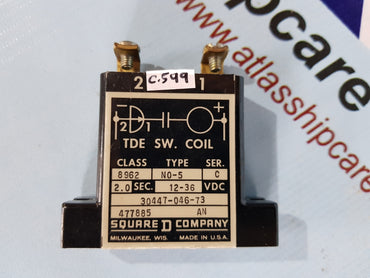 shipcare
www.atlasshipcare
C.599
2 1
− +
2 1
TDE SW. COIL
CLASS TYPE SER.
8962 NO-5 C
2.0 SEC. 12-36 VDC
30447-046-73
477885 AN
SQUARE D COMPANY
MILWAUKEE, WIS. MADE IN U.S.A.